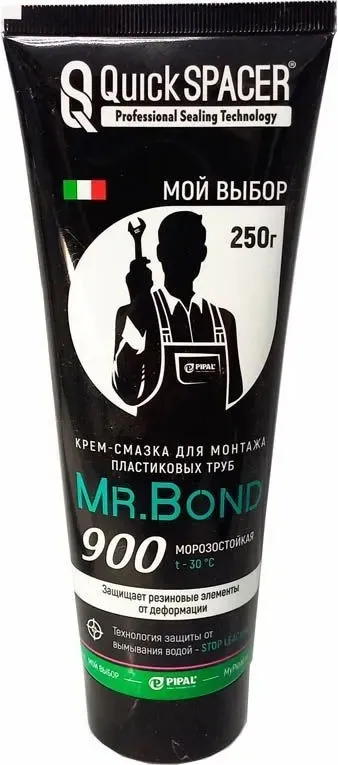 QuickSPACER®
Professional Sealing Technology
МОЙ ВЫБОР
250г
PIPAL®
КРЕМ-СМАЗКА ДЛЯ МОНТАЖА
ПЛАСТИКОВЫХ ТРУБ
MR.BOND
900 МОРОЗОСТОЙКАЯ
t -30 °C
Защищает резиновые элементы
от деформации
Технология защиты от
вымывания водой - STOP
МОЙ ВЫБОР PIPAL®